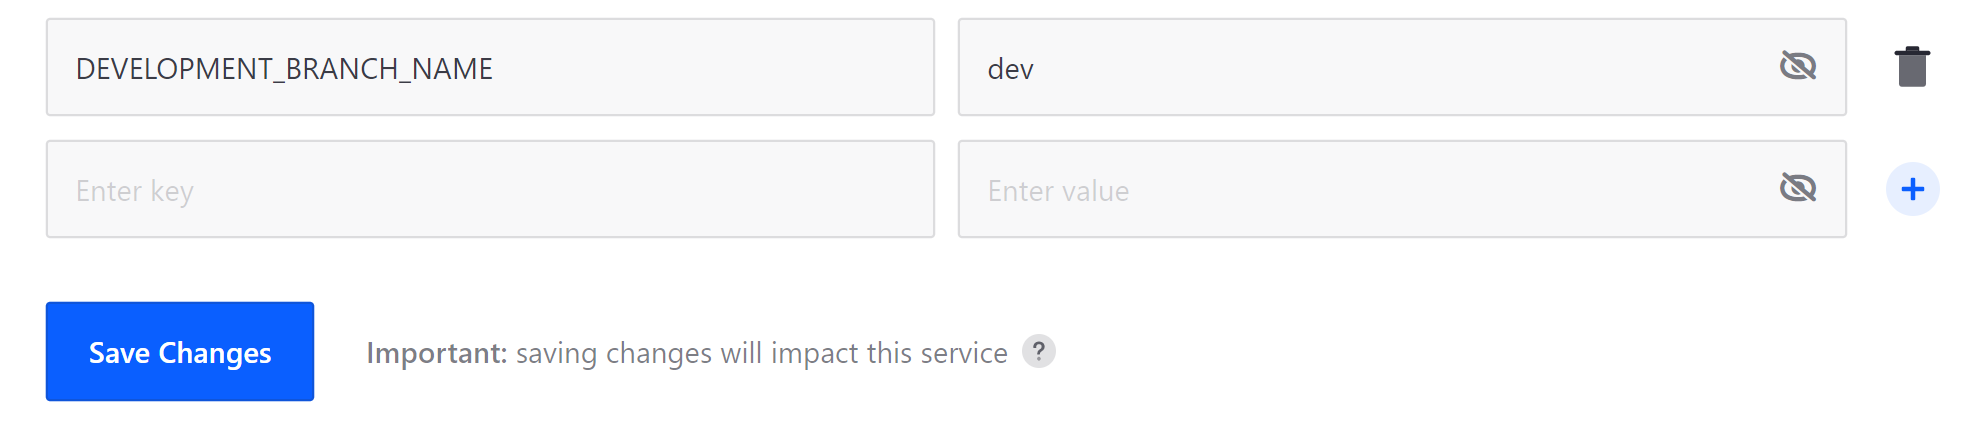 DEVELOPMENT_BRANCH_NAME
dev
Enter key
Enter value
Save Changes
Important: saving changes will impact this service ?